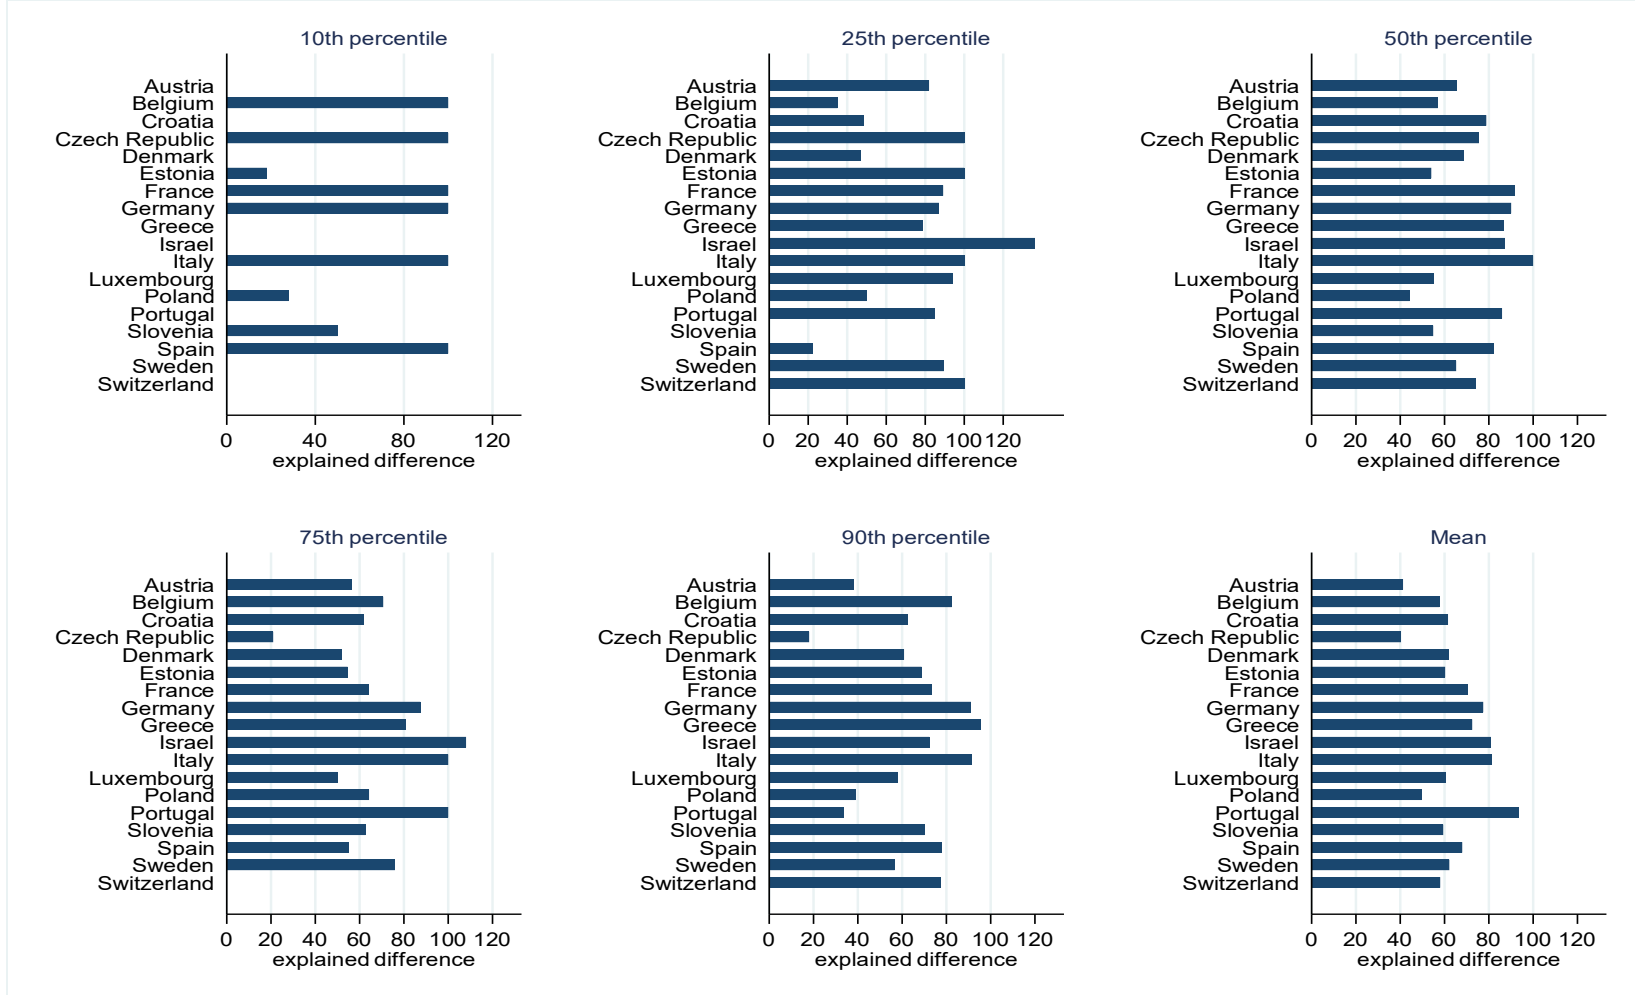 10th percentile
Austria
Belgium
Croatia
Czech Republic
Denmark
Estonia
France
Germany
Greece
Israel
Italy
Luxembourg
Poland
Portugal
Slovenia
Spain
Sweden
Switzerland
0 40 80 120
explained difference
25th percentile
Austria
Belgium
Croatia
Czech Republic
Denmark
Estonia
France
Germany
Greece
Israel
Italy
Luxembourg
Poland
Portugal
Slovenia
Spain
Sweden
Switzerland
0 20 40 60 80 100 120
explained difference
50th percentile
Austria
Belgium
Croatia
Czech Republic
Denmark
Estonia
France
Germany
Greece
Israel
Italy
Luxembourg
Poland
Portugal
Slovenia
Spain
Sweden
Switzerland
0 20 40 60 80 100 120
explained difference
75th percentile
Austria
Belgium
Croatia
Czech Republic
Denmark
Estonia
France
Germany
Greece
Israel
Italy
Luxembourg
Poland
Portugal
Slovenia
Spain
Sweden
Switzerland
0 20 40 60 80 100 120
explained difference
90th percentile
Austria
Belgium
Croatia
Czech Republic
Denmark
Estonia
France
Germany
Greece
Israel
Italy
Luxembourg
Poland
Portugal
Slovenia
Spain
Sweden
Switzerland
0 20 40 60 80 100 120
explained difference
Mean
Austria
Belgium
Croatia
Czech Republic
Denmark
Estonia
France
Germany
Greece
Israel
Italy
Luxembourg
Poland
Portugal
Slovenia
Spain
Sweden
Switzerland
0 20 40 60 80 100 120
explained difference